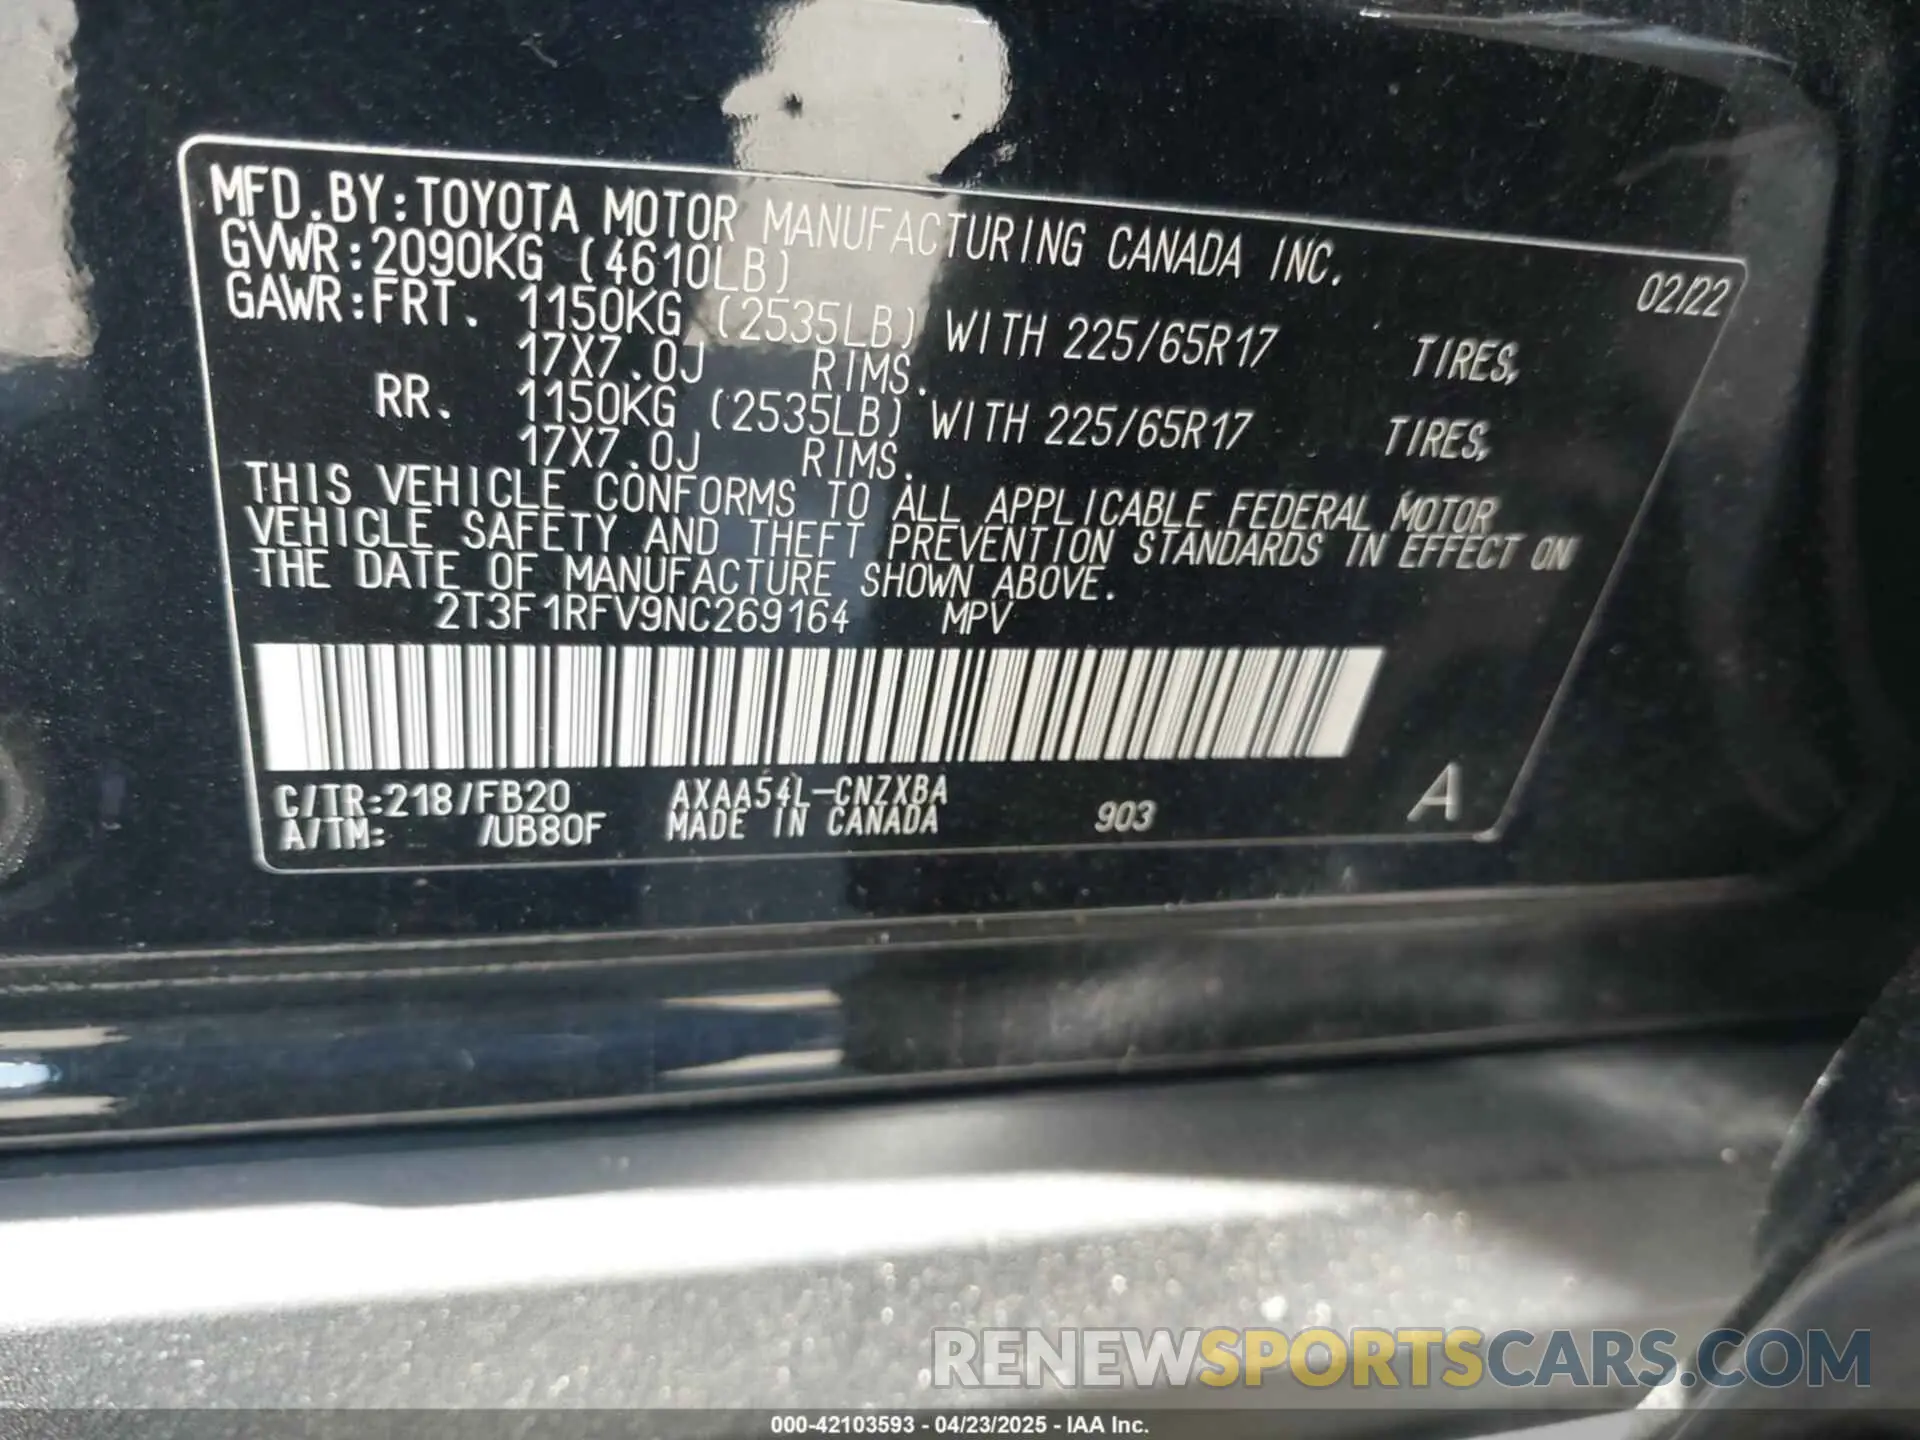 MFD.BY:TOYOTA MOTOR MANUFACTURING CANADA INC.
GVWR:2090KG (4610LB) 02/22
GAWR:FRT. 1150KG (2535LB) WITH 225/65R17 TIRES,
17X7.0J RIMS.
RR. 1150KG (2535LB) WITH 225/65R17 TIRES,
17X7.0J RIMS.
THIS VEHICLE CONFORMS TO ALL APPLICABLE FEDERAL MOTOR
VEHICLE SAFETY AND THEFT PREVENTION STANDARDS IN EFFECT ON
THE DATE OF MANUFACTURE SHOWN ABOVE.
2T3F1RFV9NC269164 MPV
C/TR:218/FB20 AXAA54L-CNZXBA
A/TM: /UB80F MADE IN CANADA 903 A
RENEWSPORTSCARS.COM
000-42103593 - 04/23/2025 - IAA Inc.